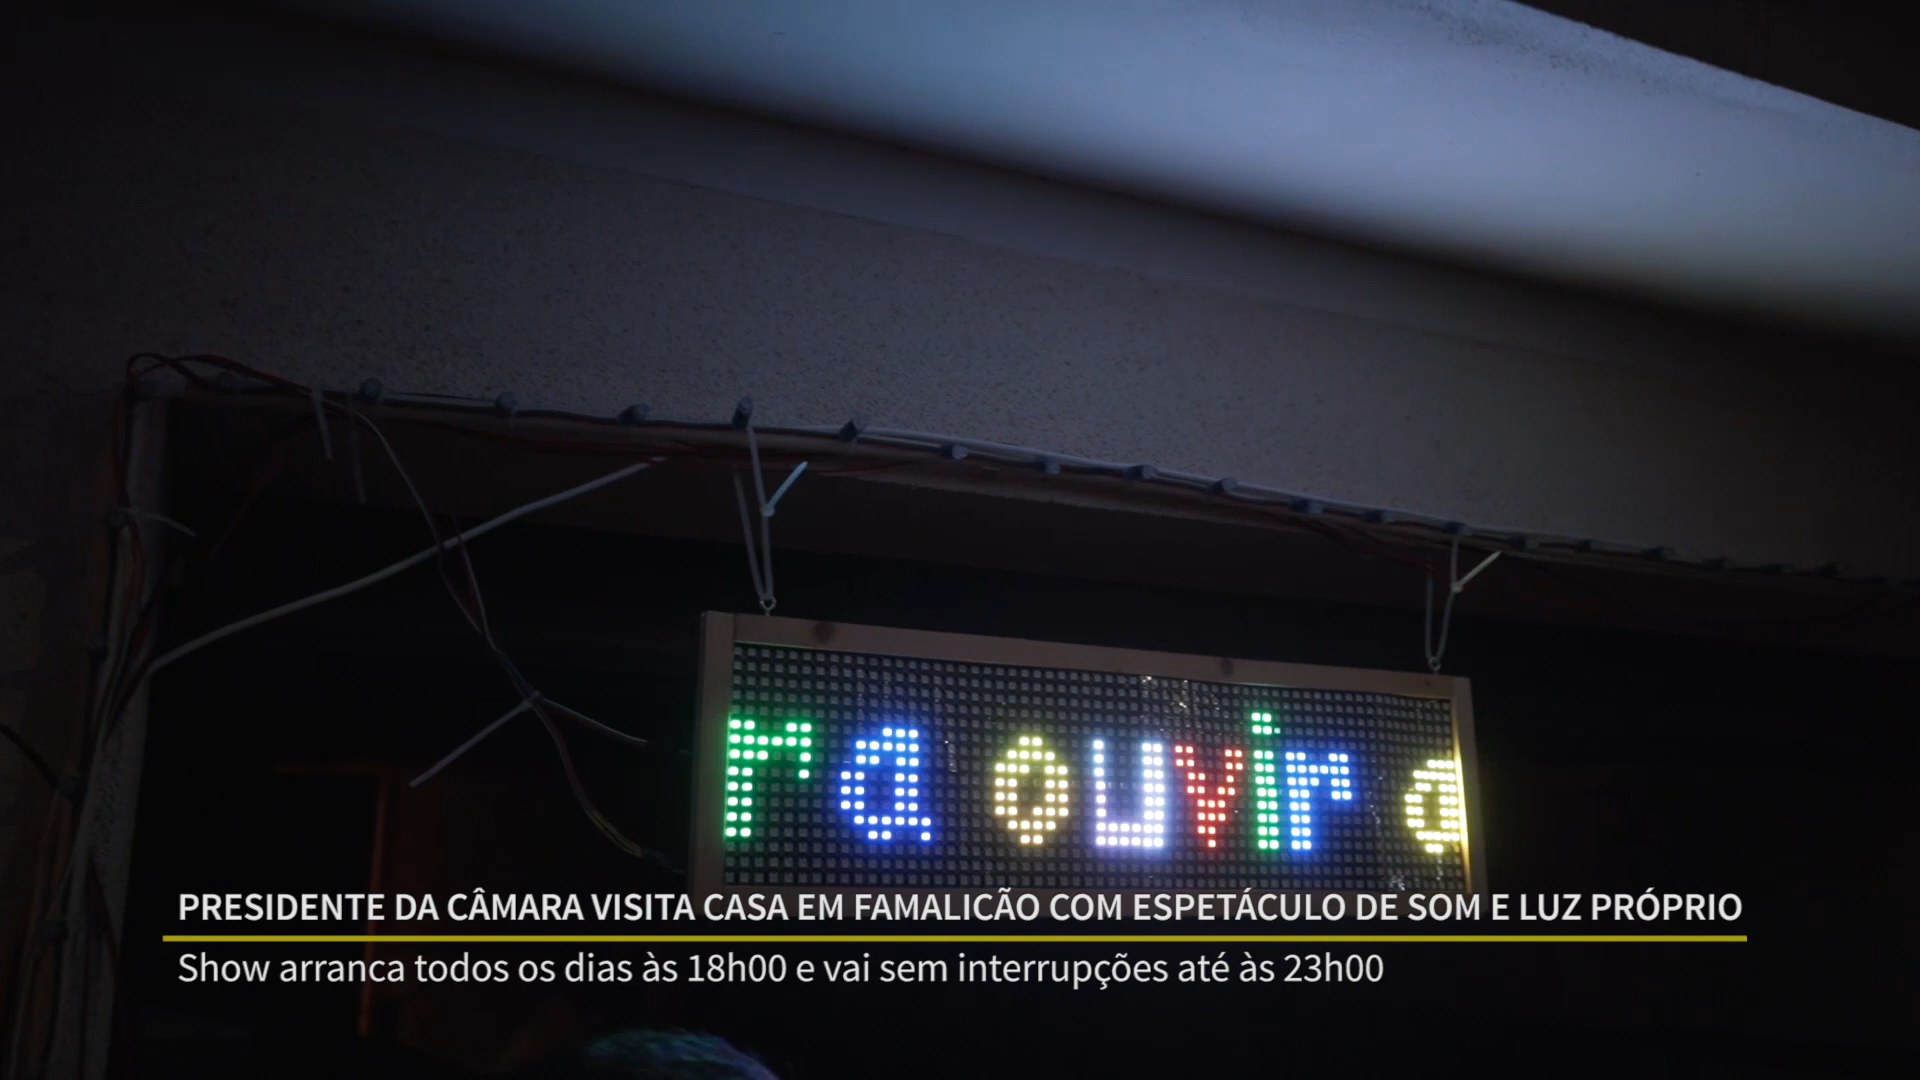 ra ouvir a
PRESIDENTE DA CÂMARA VISITA CASA EM FAMALICÃO COM ESPETÁCULO DE SOM E LUZ PRÓPRIO
Show arranca todos os dias às 18h00 e vai sem interrupções até às 23h00